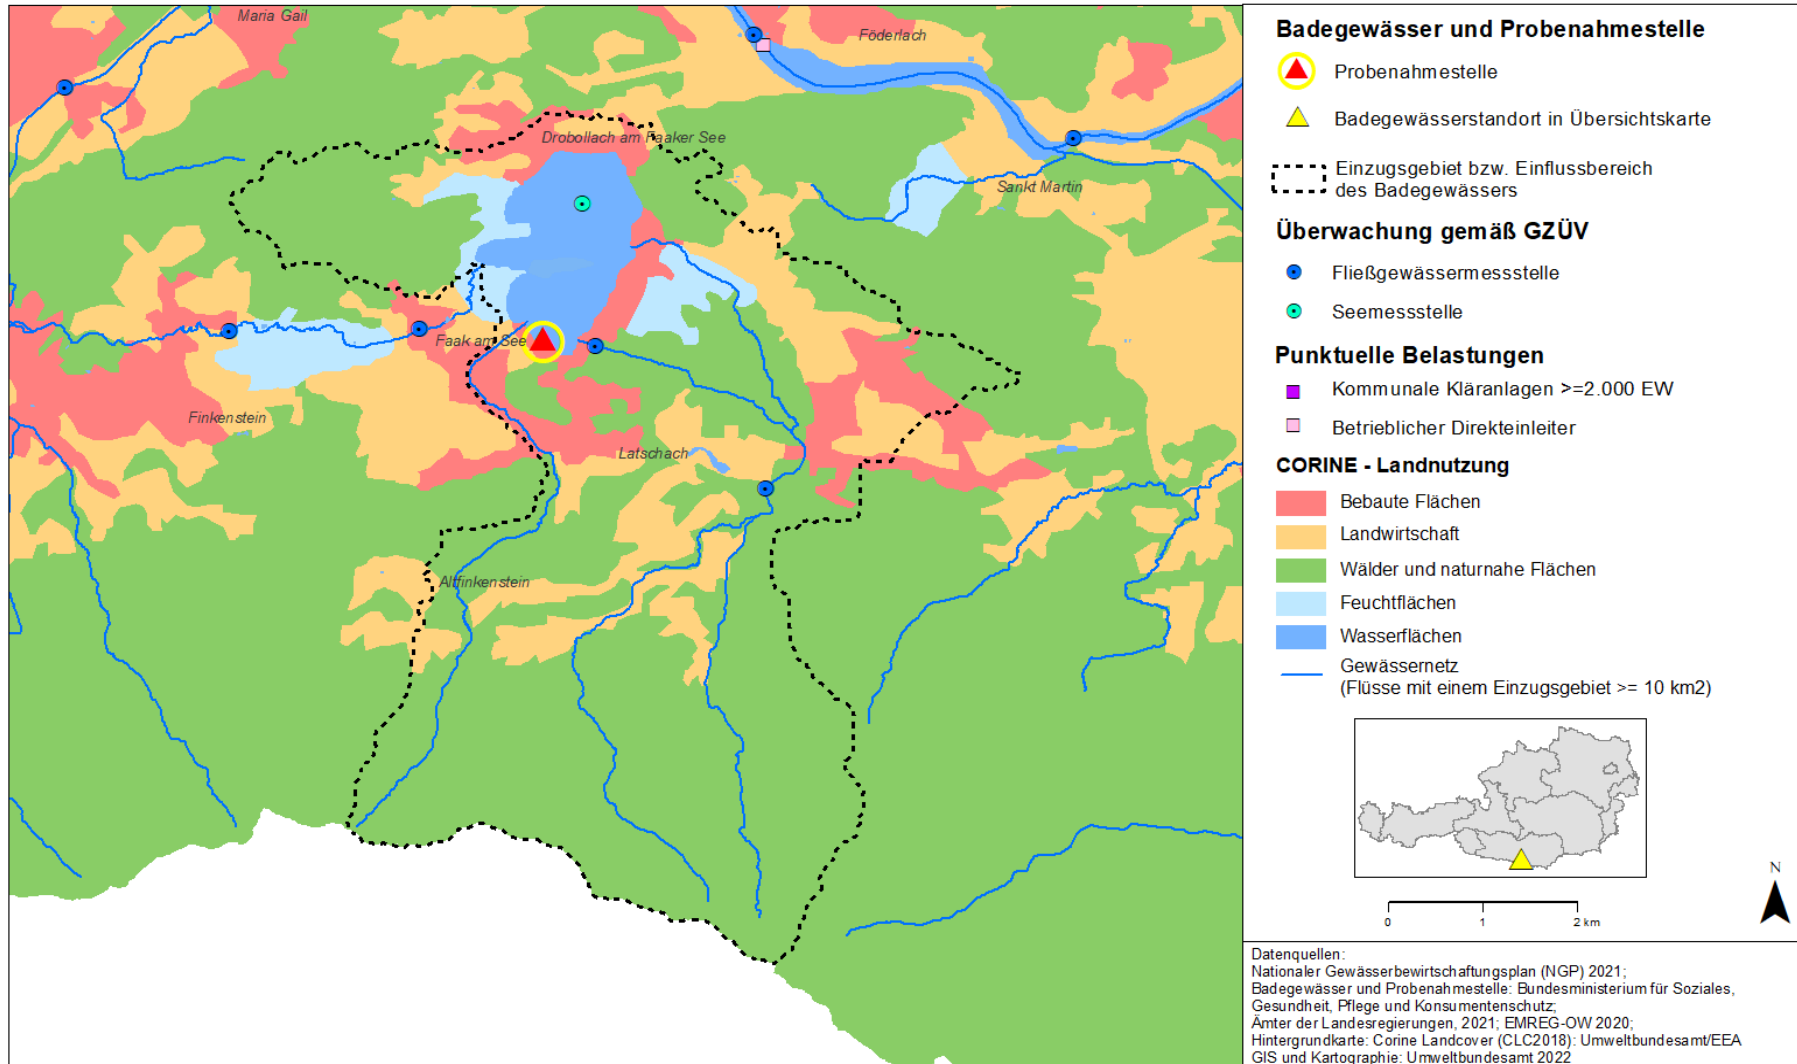 Maria Gail
Föderlach
Drobollach am Faaker See
Sankt Martin
Faak am See
Finkenstein
Latschach
Altfinkenstein
Badegewässer und Probenahmestelle
Probenahmestelle
Badegewässerstandort in Übersichtskarte
Einzugsgebiet bzw. Einflussbereich
des Badegewässers
Überwachung gemäß GZÜV
Fließgewässermessstelle
Seemessstelle
Punktuelle Belastungen
Kommunale Kläranlagen >=2.000 EW
Betrieblicher Direkteinleiter
CORINE - Landnutzung
Bebaute Flächen
Landwirtschaft
Wälder und naturnahe Flächen
Feuchtflächen
Wasserflächen
Gewässernetz
(Flüsse mit einem Einzugsgebiet >= 10 km2)
N
0 1 2 km
Datenquellen:
Nationaler Gewässerbewirtschaftungsplan (NGP) 2021;
Badegewässer und Probenahmestelle: Bundesministerium für Soziales,
Gesundheit, Pflege und Konsumentenschutz;
Ämter der Landesregierungen, 2021; EMREG-OW 2020;
Hintergrundkarte: Corine Landcover (CLC2018): Umweltbundesamt/EEA
GIS und Kartographie: Umweltbundesamt 2022